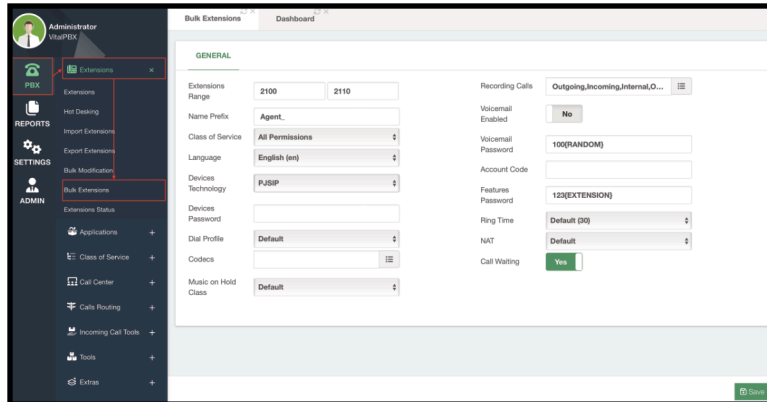 Administrator
VitalPBX
PBX
REPORTS
SETTINGS
ADMIN
Extensions ×
Extensions
Hot Desking
Import Extensions
Export Extensions
Bulk Modification
Bulk Extensions
Extensions Status
Applications +
Class of Service +
Call Center +
Calls Routing +
Incoming Call Tools +
Tools +
Extras +
Bulk Extensions ×
Dashboard ×
GENERAL
Extensions
Range
2100 2110
Name Prefix Agent_
Class of Service All Permissions
Language English (en)
Devices
Technology
PJSIP
Devices
Password
Dial Profile Default
Codecs
Music on Hold
Class
Default
Recording Calls Outgoing,Incoming,Internal,O...
Voicemail
Enabled
No
Voicemail
Password
100{RANDOM}
Account Code
Features
Password
123{EXTENSION}
Ring Time Default (30)
NAT Default
Call Waiting Yes
Save